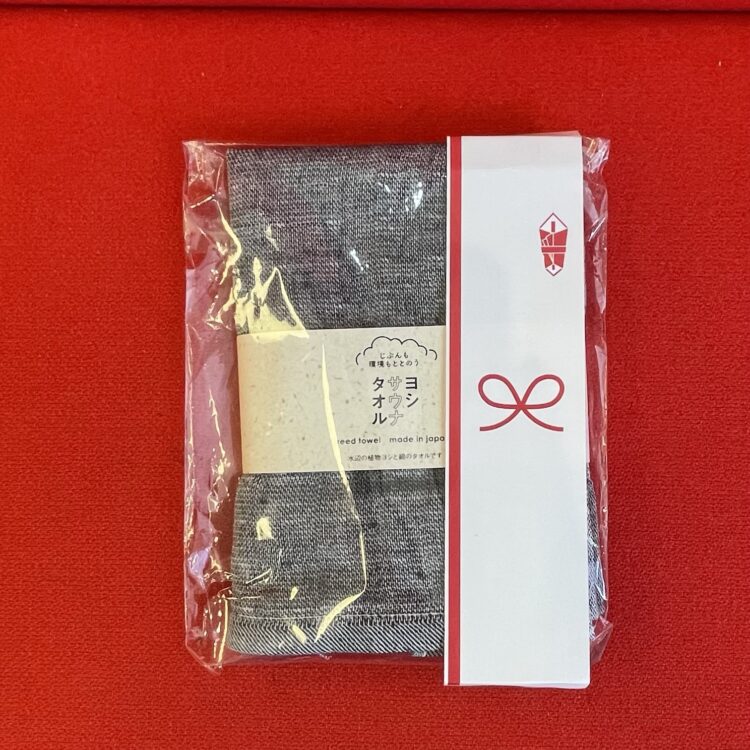 じぶんも
環境もととのう
ヨシ
サウナ
タオル
reed towel made in japa
水辺の植物ヨシと綿のタオルです